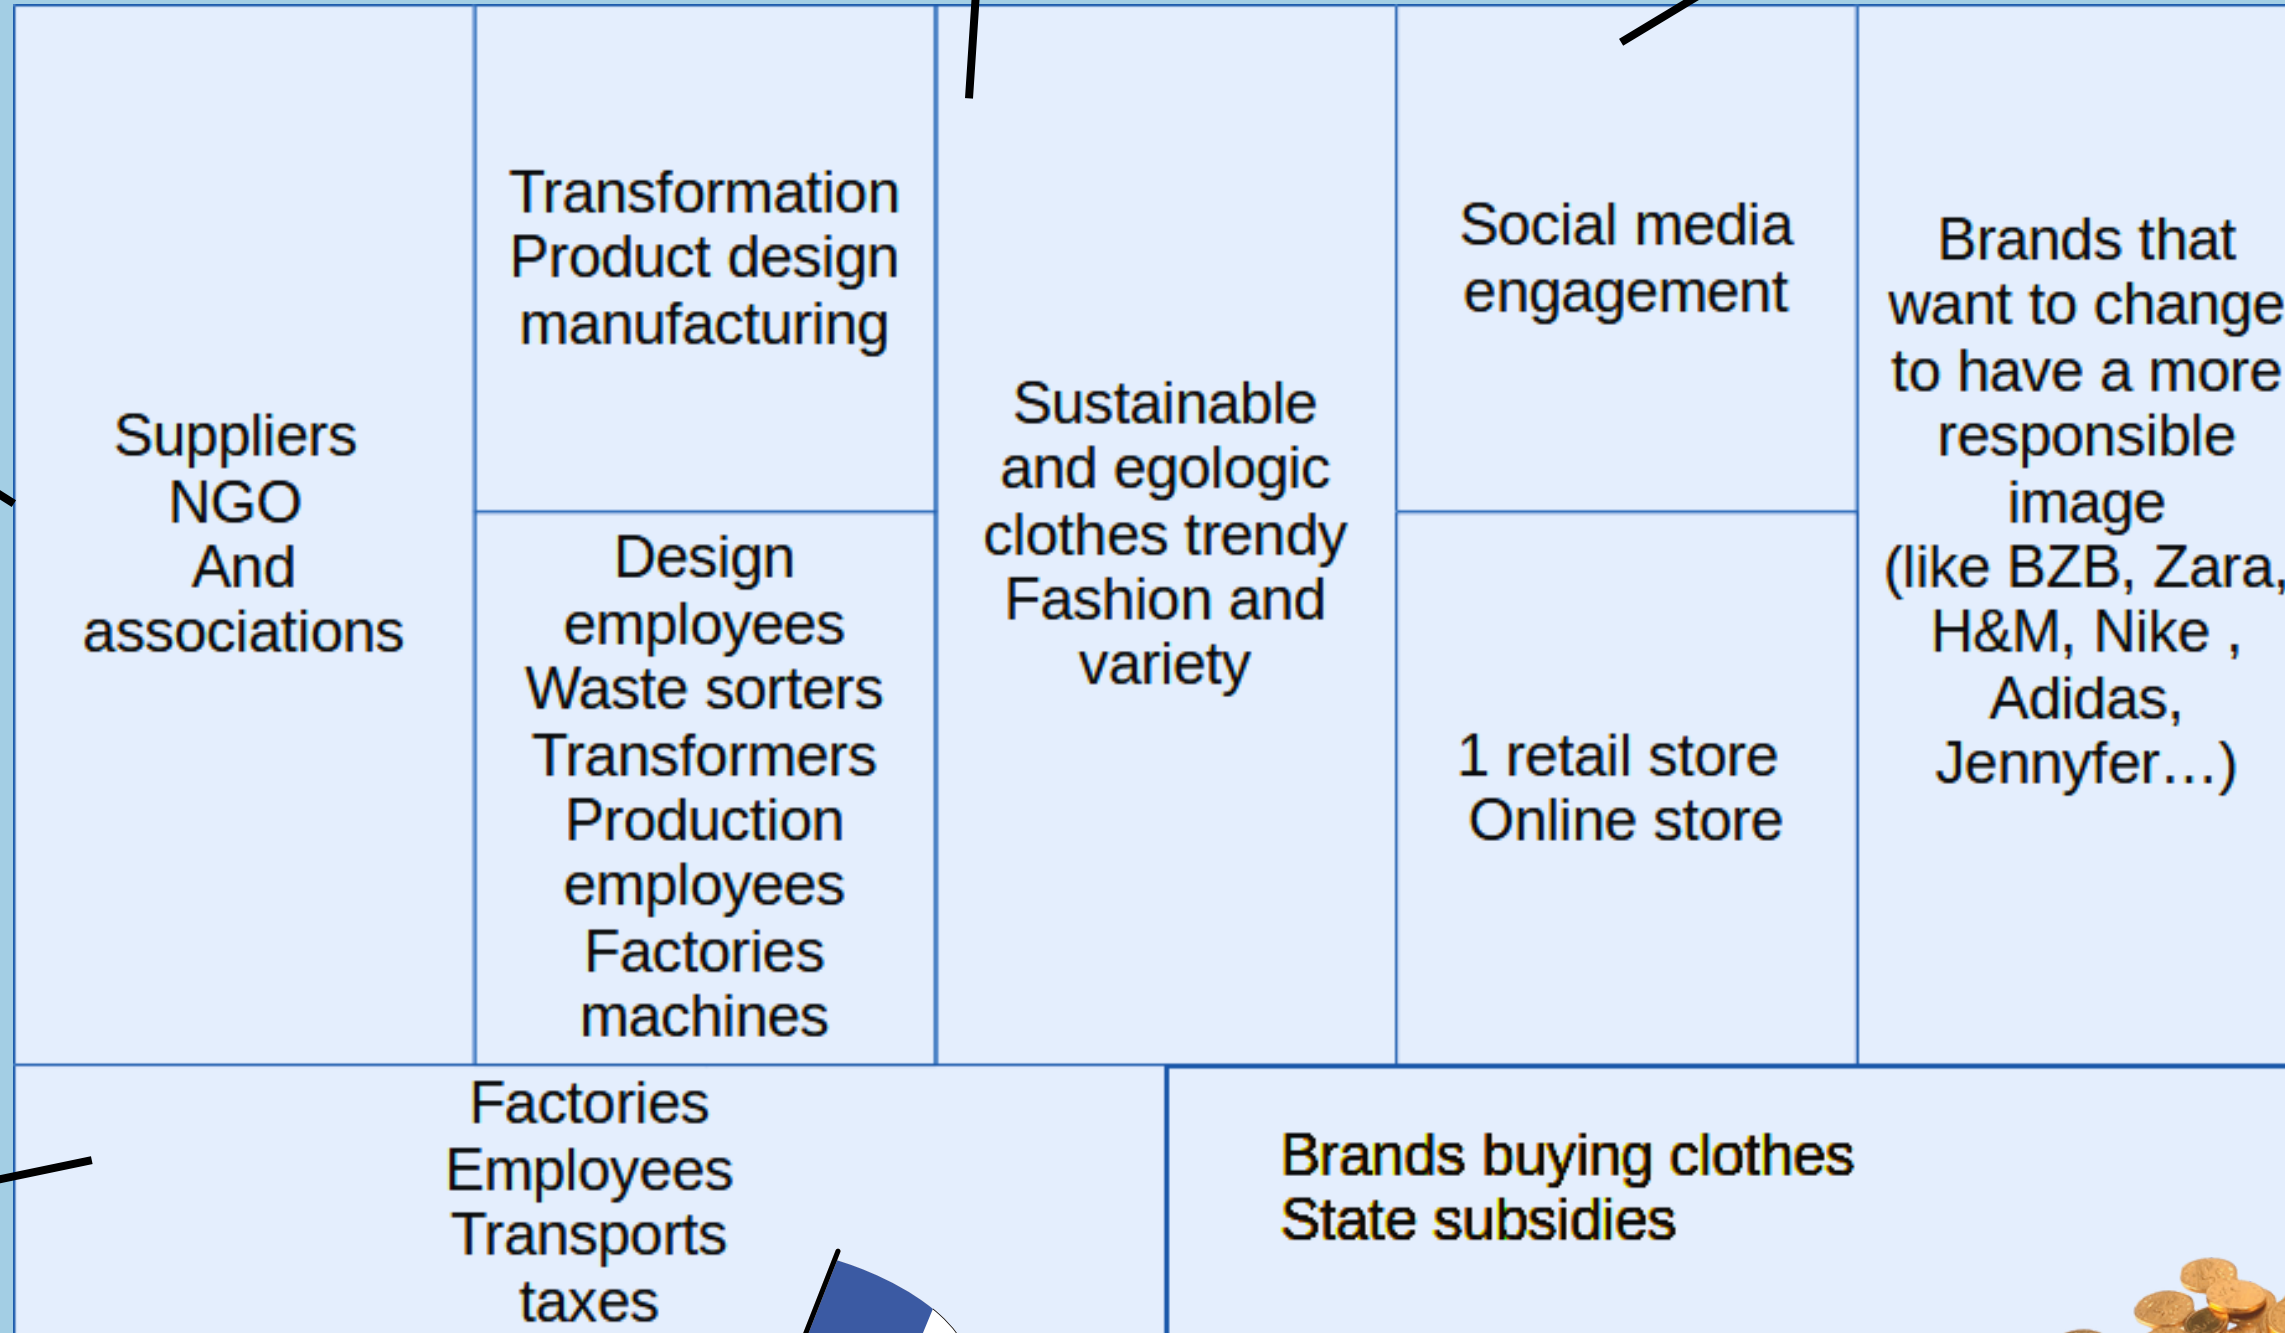 Suppliers
NGO
And
associations
Transformation
Product design
manufacturing
Design
employees
Waste sorters
Transformers
Production
employees
Factories
machines
Sustainable
and egologic
clothes trendy
Fashion and
variety
Social media
engagement
1 retail store
Online store
Brands that
want to change
to have a more
responsible
image
(like BZB, Zara,
H&M, Nike ,
Adidas,
Jennyfer…)
Factories
Employees
Transports
taxes
Brands buying clothes
State subsidies